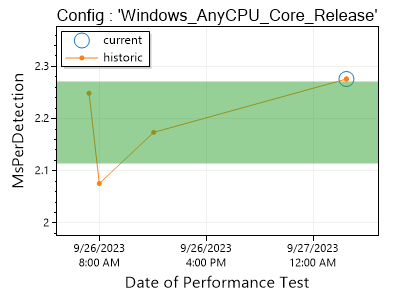 Config : 'Windows_AnyCPU_Core_Release'
current
historic
MsPerDetection
2.3
2.2
2.1
2
9/26/2023 9/26/2023 9/27/2023
8:00 AM 4:00 PM 12:00 AM
Date of Performance Test